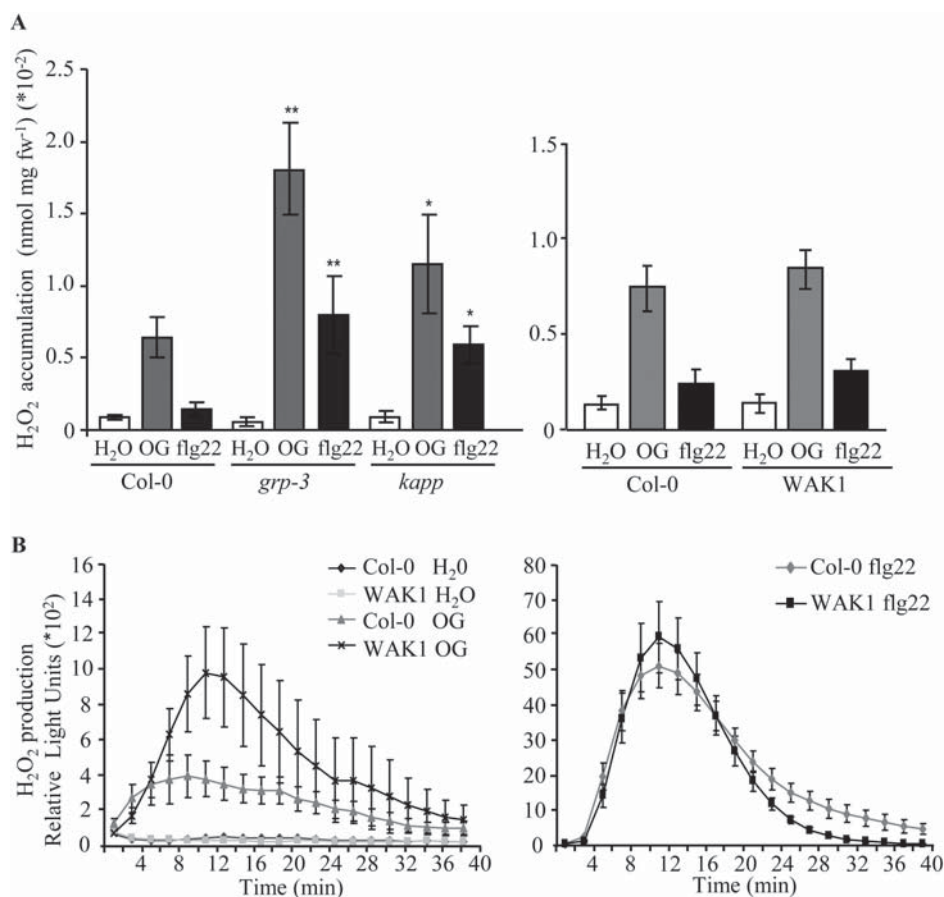 A
H₂O₂ accumulation (nmol mg fw⁻¹) (*10⁻²)
2.5
2.0
1.5
1.0
0.5
0
**
**
*
*
H₂O OG flg22 H₂O OG flg22 H₂O OG flg22
Col-0 grp-3 kapp
1.5
1.0
0.5
0
H₂O OG flg22 H₂O OG flg22
Col-0 WAK1
B
H₂O₂ production
Relative Light Units (*10²)
16
14
12
10
8
6
4
2
0
Col-0 H₂0
WAK1 H₂O
Col-0 OG
WAK1 OG
4 8 12 16 20 24 28 32 36 40
Time (min)
80
70
60
50
40
30
20
10
0
Col-0 flg22
WAK1 flg22
4 8 12 16 20 24 28 32 36 40
Time (min)